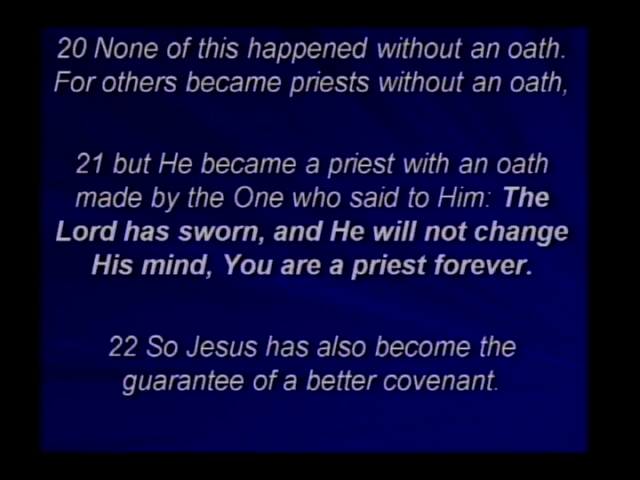 20 None of this happened without an oath.
For others became priests without an oath,
21 but He became a priest with an oath
made by the One who said to Him: The
Lord has sworn, and He will not change
His mind, You are a priest forever.
22 So Jesus has also become the
guarantee of a better covenant.